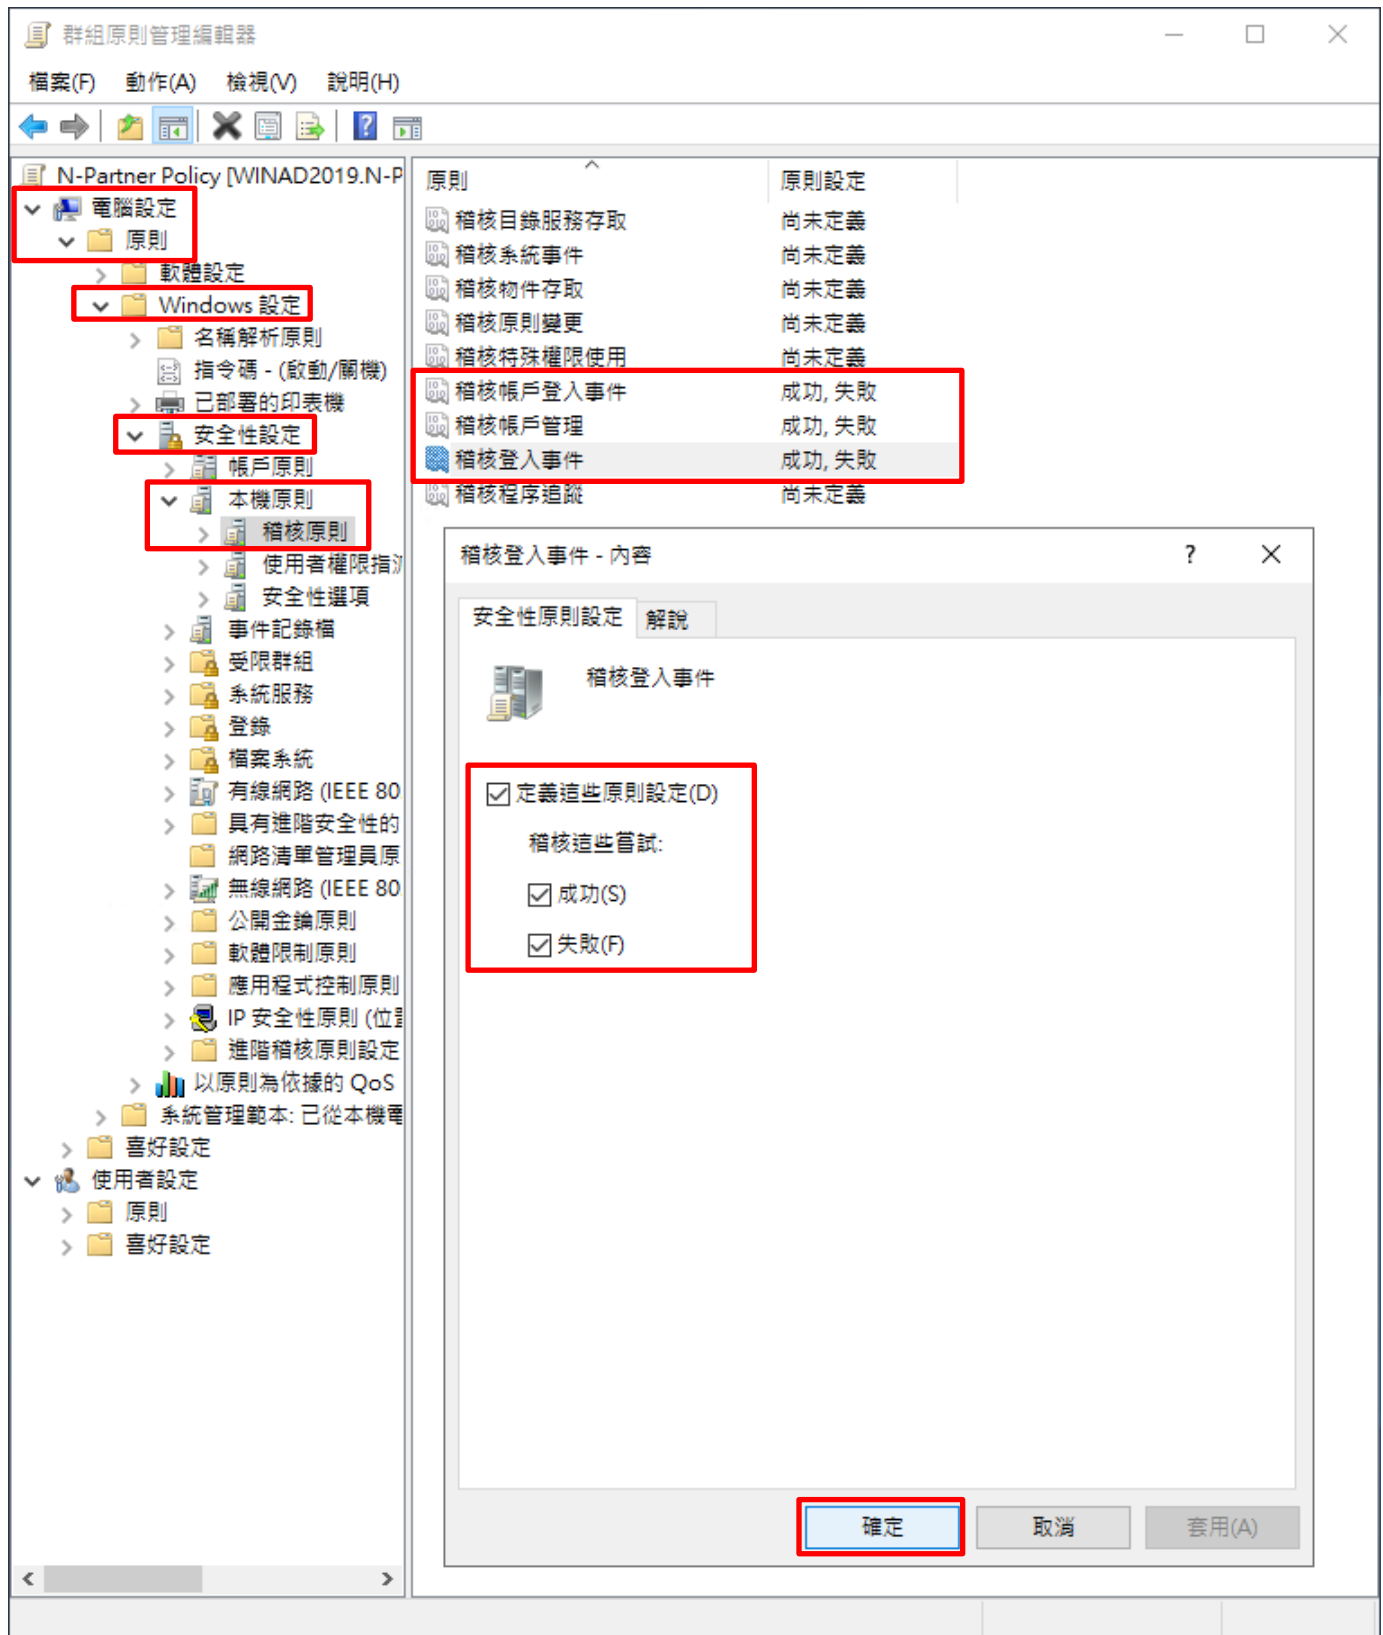 群組原則管理編輯器
檔案(F) 動作(A) 檢視(V) 說明(H)
N-Partner Policy [WINAD2019.N-P
電腦設定
原則
軟體設定
Windows 設定
名稱解析原則
指令碼 - (啟動/關機)
已部署的印表機
安全性設定
帳戶原則
本機原則
稽核原則
使用者權限指派
安全性選項
事件記錄檔
受限群組
系統服務
登錄
檔案系統
有線網路 (IEEE 80
具有進階安全性的
網路清單管理員原
無線網路 (IEEE 80
公開金鑰原則
軟體限制原則
應用程式控制原則
IP 安全性原則 (位置
進階稽核原則設定
以原則為依據的 QoS
系統管理範本: 已從本機電
喜好設定
使用者設定
原則
喜好設定
原則 原則設定
稽核目錄服務存取 尚未定義
稽核系統事件 尚未定義
稽核物件存取 尚未定義
稽核原則變更 尚未定義
稽核特殊權限使用 尚未定義
稽核帳戶登入事件 成功, 失敗
稽核帳戶管理 成功, 失敗
稽核登入事件 成功, 失敗
稽核程序追蹤 尚未定義
稽核登入事件 - 內容
安全性原則設定 解說
稽核登入事件
定義這些原則設定(D)
稽核這些嘗試:
成功(S)
失敗(F)
確定 取消 套用(A)